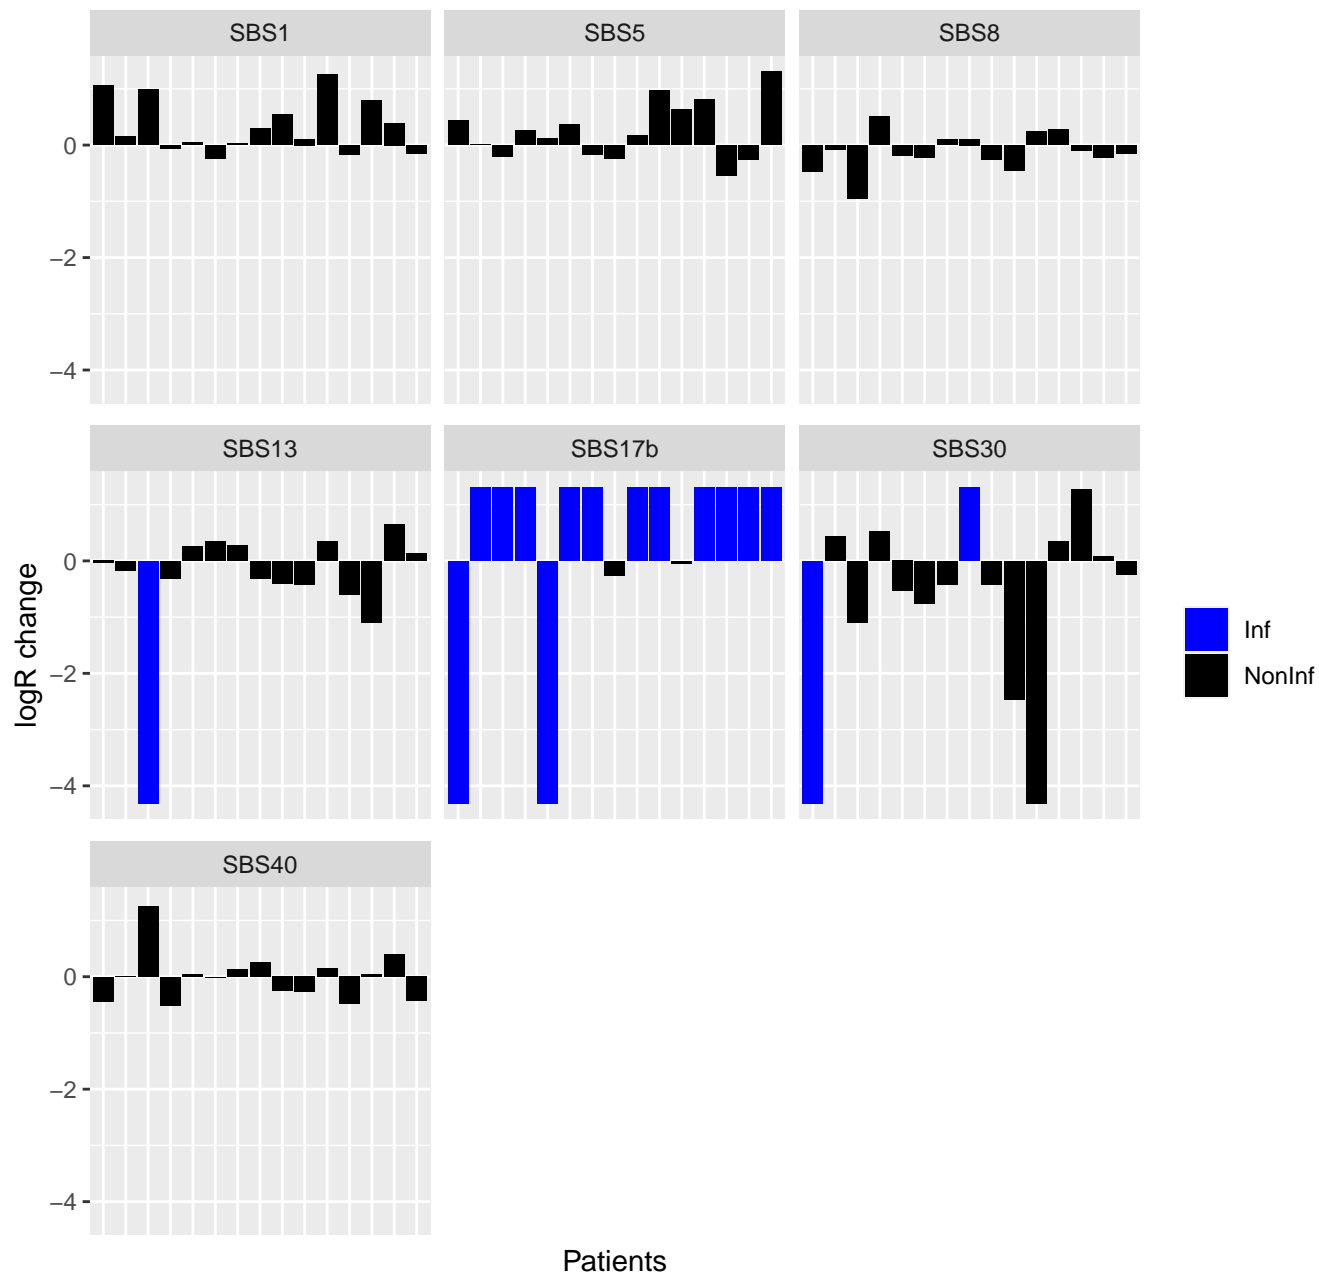 SBS1
SBS5
SBS8
0
−2
−4
SBS13
SBS17b
SBS30
0
−2
−4
SBS40
0
−2
−4
logR change
Patients
Inf
NonInf